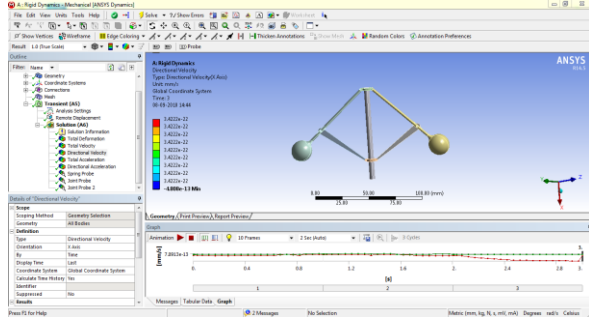 A : Rigid Dynamics - Mechanical [ANSYS Dynamics]
File Edit View Units Tools Help Solve ?/ Show Errors Worksheet
Show Vertices Wireframe Edge Coloring Thicken Annotations Show Mesh Random Colors Annotation Preferences
Result 1.0 (True Scale) Probe
Outline
Filter: Name
Geometry
Coordinate Systems
Connections
Mesh
Transient (A5)
Analysis Settings
Remote Displacement
Solution (A6)
Solution Information
Total Deformation
Total Velocity
Directional Velocity
Total Acceleration
Directional Acceleration
Spring Probe
Joint Probe
Joint Probe 2
Details of "Directional Velocity"
Scope
Scoping Method Geometry Selection
Geometry All Bodies
Definition
Type Directional Velocity
Orientation X Axis
By Time
Display Time Last
Coordinate System Global Coordinate System
Calculate Time History Yes
Identifier
Suppressed No
Results
A: Rigid Dynamics
Directional Velocity
Type: Directional Velocity(X Axis)
Unit: mm/s
Global Coordinate System
Time: 3
ANSYS
Min
0.00 50.00 100.00 (mm)
25.00 75.00
Geometry Print Preview Report Preview
Graph
Animation 10 Frames 2 Sec (Auto) Cycles
[mm/s]
0. 0.4 0.8 1.2 1.6 2. 2.4 2.8 3.
[s]
1 2 3
Messages Tabular Data Graph
Press F1 for Help 2 Messages No Selection Metric (mm, kg, N, s, mV, mA) Degrees rad/s Celsius